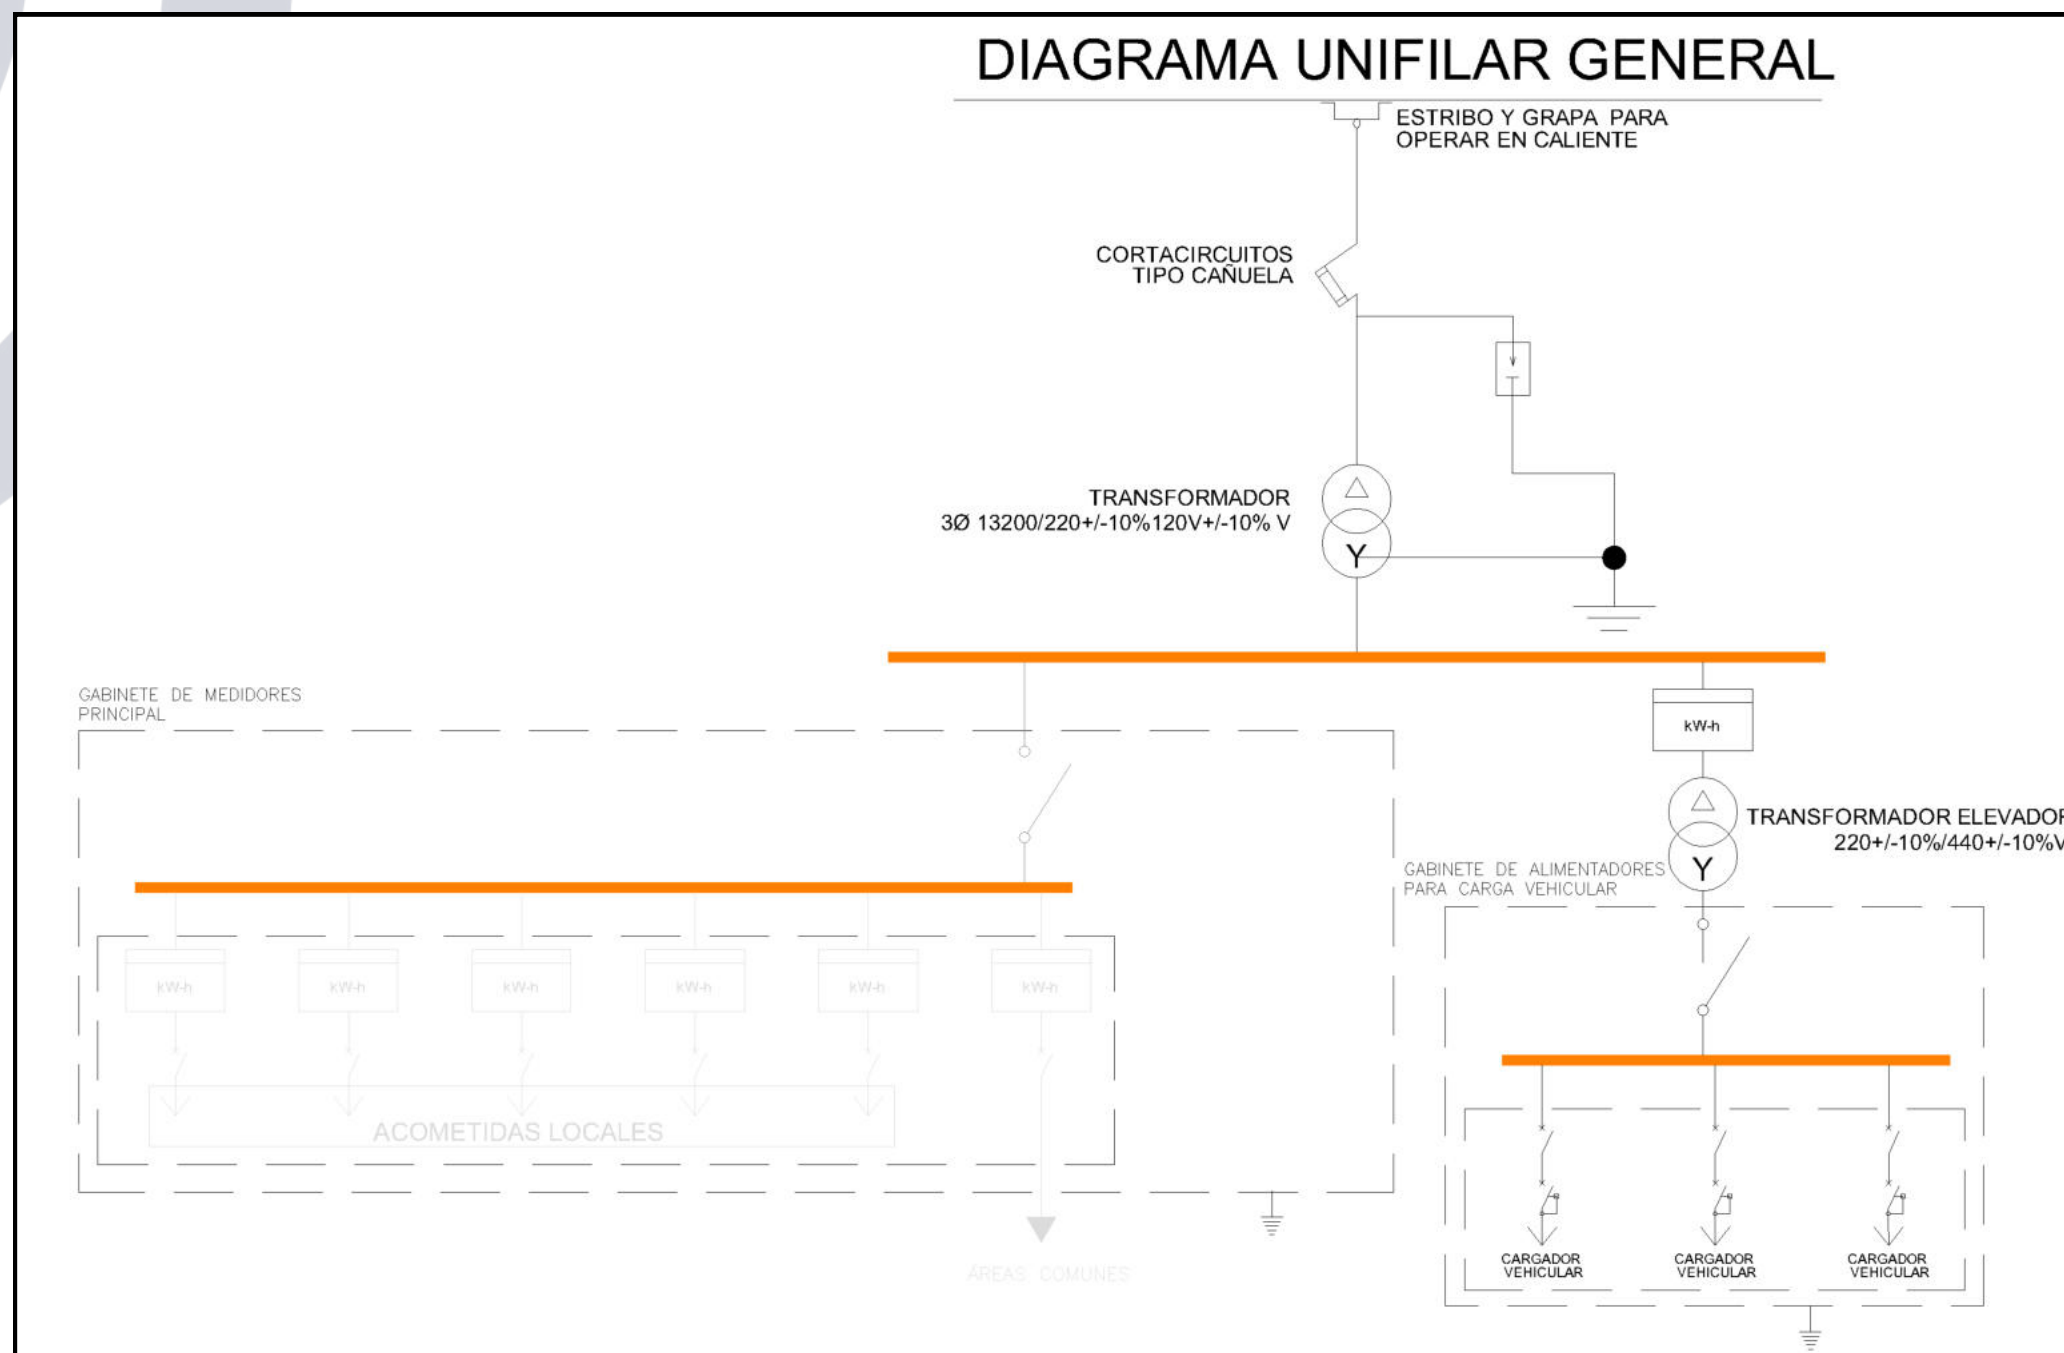 DIAGRAMA UNIFILAR GENERAL
ESTRIBO Y GRAPA PARA
OPERAR EN CALIENTE
CORTACIRCUITOS
TIPO CAÑUELA
TRANSFORMADOR
3Ø 13200/220+/-10%120V+/-10% V
Y
GABINETE DE MEDIDORES
PRINCIPAL
kW-h
TRANSFORMADOR ELEVADOR
220+/-10%/440+/-10%V
Y
GABINETE DE ALIMENTADORES
PARA CARGA VEHICULAR
kW-h
kW-h
kW-h
kW-h
kW-h
kW-h
ACOMETIDAS LOCALES
ÁREAS COMUNES
CARGADOR
VEHICULAR
CARGADOR
VEHICULAR
CARGADOR
VEHICULAR